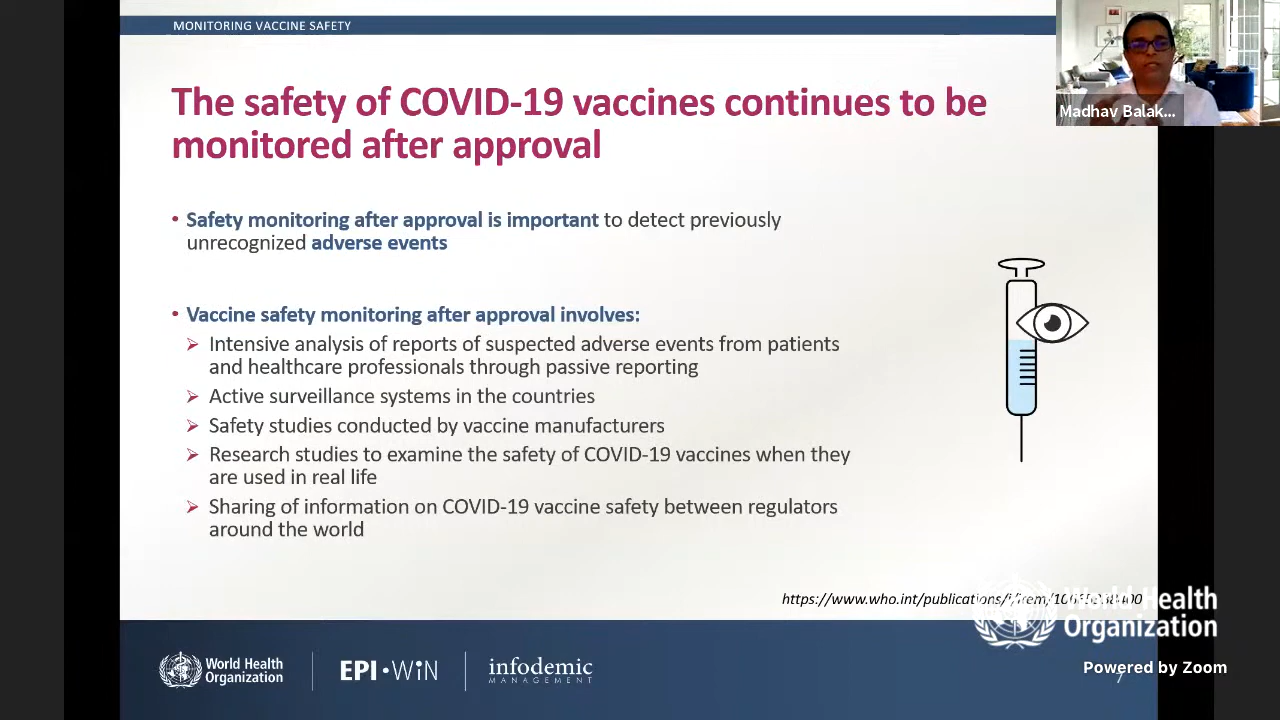 MONITORING VACCINE SAFETY
Madhav Balak...
The safety of COVID-19 vaccines continues to be
monitored after approval
• Safety monitoring after approval is important to detect previously
unrecognized adverse events
• Vaccine safety monitoring after approval involves:
➢ Intensive analysis of reports of suspected adverse events from patients
and healthcare professionals through passive reporting
➢ Active surveillance systems in the countries
➢ Safety studies conducted by vaccine manufacturers
➢ Research studies to examine the safety of COVID-19 vaccines when they
are used in real life
➢ Sharing of information on COVID-19 vaccine safety between regulators
around the world
World Health
Organization
Powered by Zoom
World Health
Organization
EPI•WiN
infodemic
MANAGEMENT
7